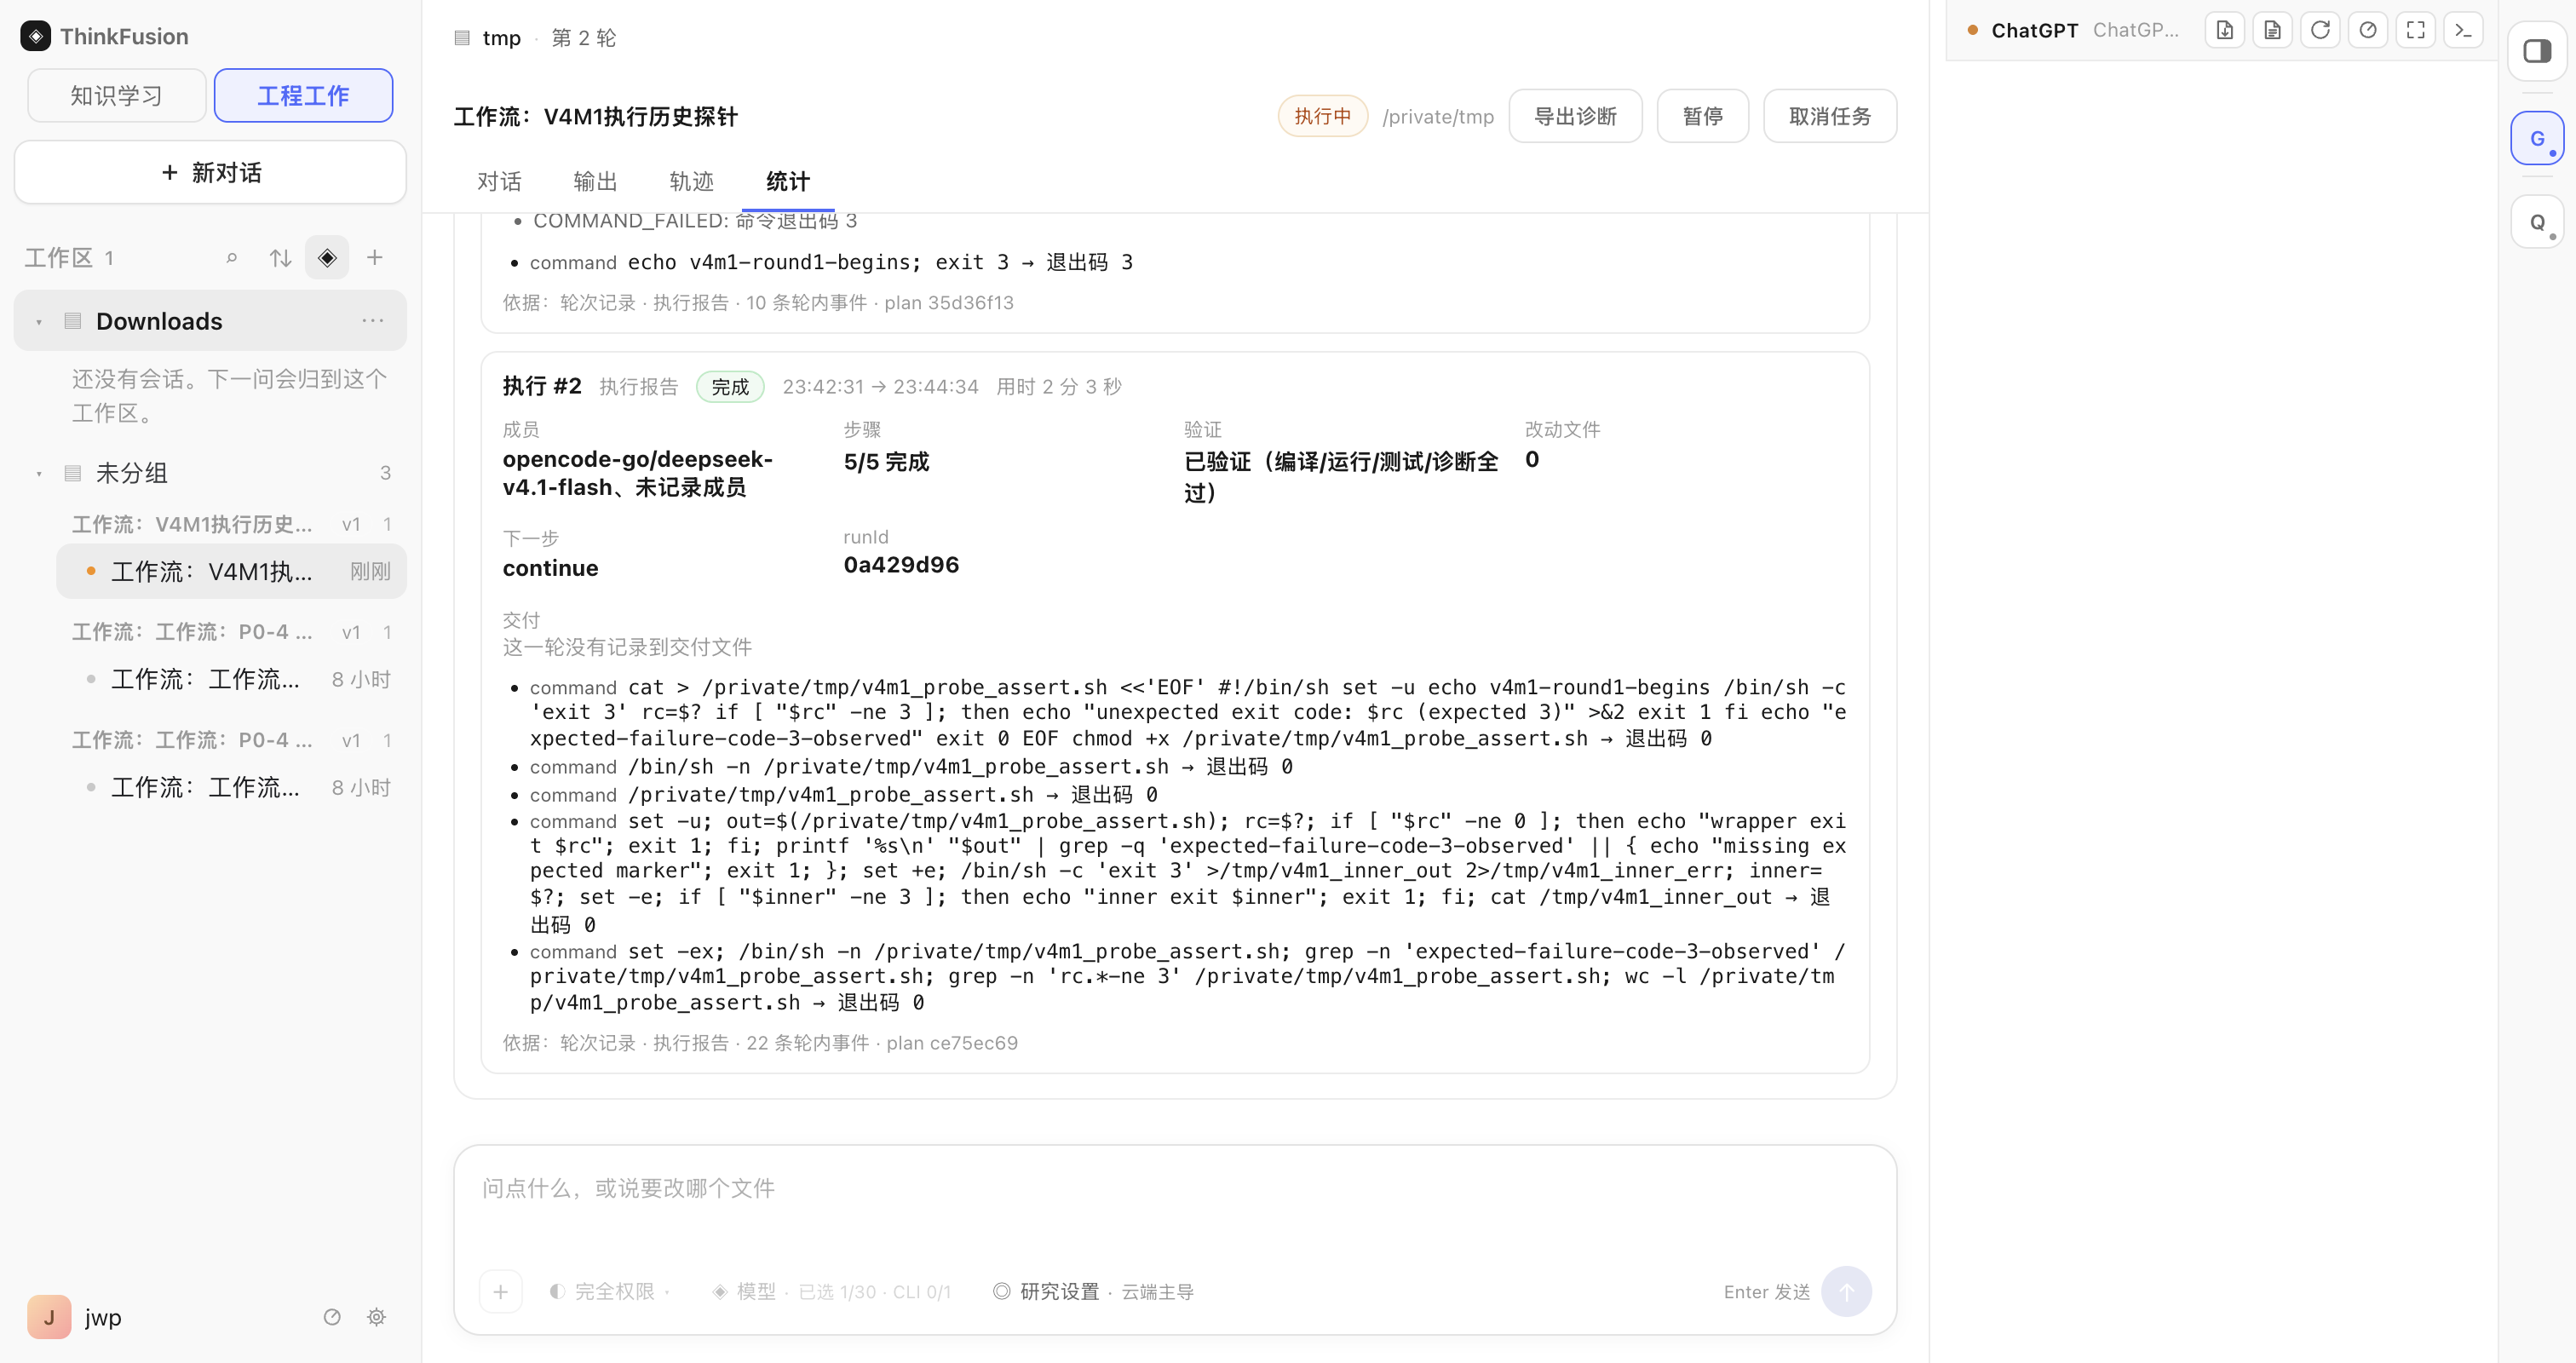 ThinkFusion
知识学习
工程工作
+ 新对话
工作区 1
Downloads
还没有会话。下一问会归到这个
工作区。
未分组 3
工作流：V4M1执行历史... v1 1
工作流：V4M1执... 刚刚
工作流：工作流：P0-4 ... v1 1
工作流：工作流... 8 小时
工作流：工作流：P0-4 ... v1 1
工作流：工作流... 8 小时
J jwp
tmp · 第 2 轮
工作流：V4M1执行历史探针
执行中 /private/tmp 导出诊断 暂停 取消任务
对话 输出 轨迹 统计
COMMAND_FAILED: 命令退出码 3
command echo v4m1-round1-begins; exit 3 → 退出码 3
依据：轮次记录 · 执行报告 · 10 条轮内事件 · plan 35d36f13
执行 #2 执行报告 完成 23:42:31 → 23:44:34 用时 2 分 3 秒
成员 步骤 验证 改动文件
opencode-go/deepseek- 5/5 完成 已验证（编译/运行/测试/诊断全 0
v4.1-flash、未记录成员 过）
下一步 runId
continue 0a429d96
交付
这一轮没有记录到交付文件
command cat > /private/tmp/v4m1_probe_assert.sh <<'EOF' #!/bin/sh set -u echo v4m1-round1-begins /bin/sh -c
'exit 3' rc=$? if [ "$rc" -ne 3 ]; then echo "unexpected exit code: $rc (expected 3)" >&2 exit 1 fi echo "e
xpected-failure-code-3-observed" exit 0 EOF chmod +x /private/tmp/v4m1_probe_assert.sh → 退出码 0
command /bin/sh -n /private/tmp/v4m1_probe_assert.sh → 退出码 0
command /private/tmp/v4m1_probe_assert.sh → 退出码 0
command set -u; out=$(/private/tmp/v4m1_probe_assert.sh); rc=$?; if [ "$rc" -ne 0 ]; then echo "wrapper exi
t $rc"; exit 1; fi; printf '%s\n' "$out" | grep -q 'expected-failure-code-3-observed' || { echo "missing ex
pected marker"; exit 1; }; set +e; /bin/sh -c 'exit 3' >/tmp/v4m1_inner_out 2>/tmp/v4m1_inner_err; inner=
$?; set -e; if [ "$inner" -ne 3 ]; then echo "inner exit $inner"; exit 1; fi; cat /tmp/v4m1_inner_out → 退
出码 0
command set -ex; /bin/sh -n /private/tmp/v4m1_probe_assert.sh; grep -n 'expected-failure-code-3-observed' /
private/tmp/v4m1_probe_assert.sh; grep -n 'rc.*-ne 3' /private/tmp/v4m1_probe_assert.sh; wc -l /private/tm
p/v4m1_probe_assert.sh → 退出码 0
依据：轮次记录 · 执行报告 · 22 条轮内事件 · plan ce75ec69
问点什么，或说要改哪个文件
完全权限 · 模型 · 已选 1/30 · CLI 0/1 研究设置 · 云端主导 Enter 发送
ChatGPT ChatGP...
G
Q